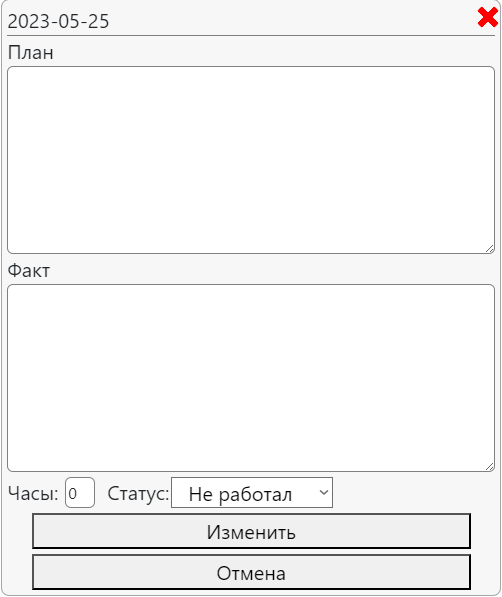 2023-05-25
План
Факт
Часы: 0 Статус: Не работал
Изменить
Отмена